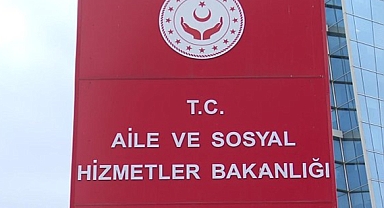 T.C.
AİLE VE SOSYAL
HİZMETLER BAKANLIĞI